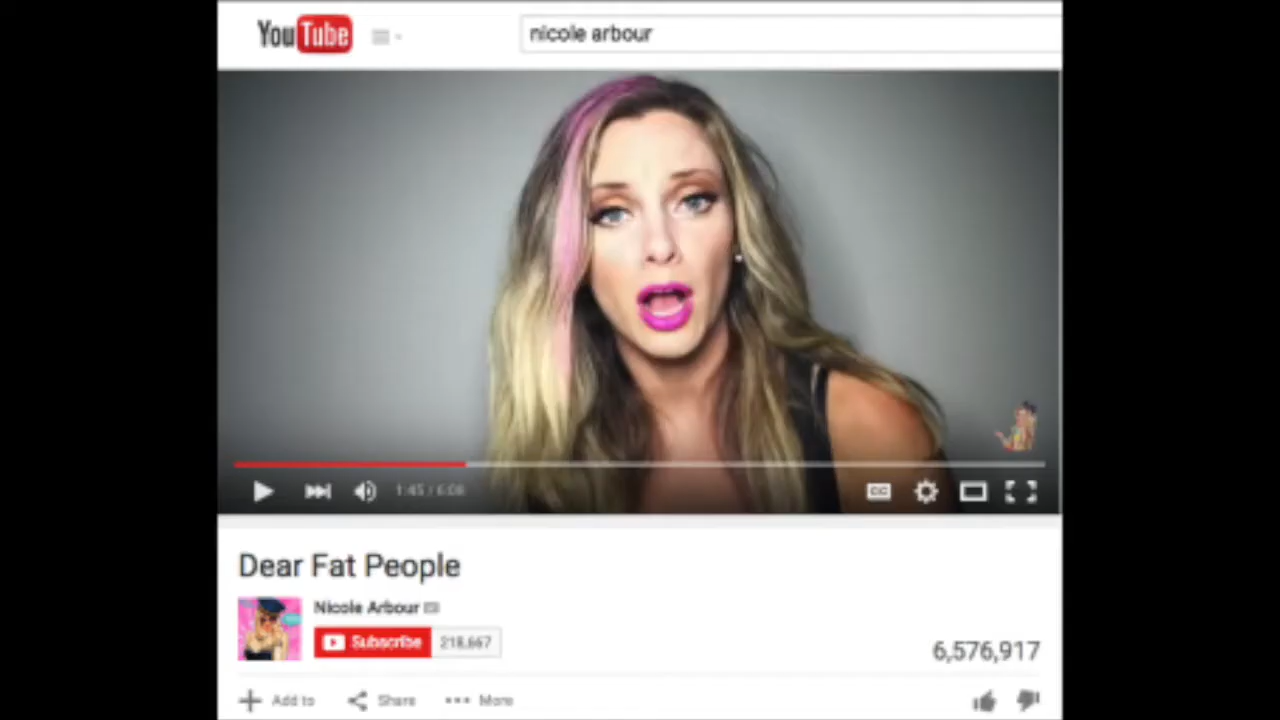 YouTube
nicole arbour
1:45 / 6:08
CC
Dear Fat People
Nicole Arbour
Subscribe 218,667
6,576,917
Add to Share More